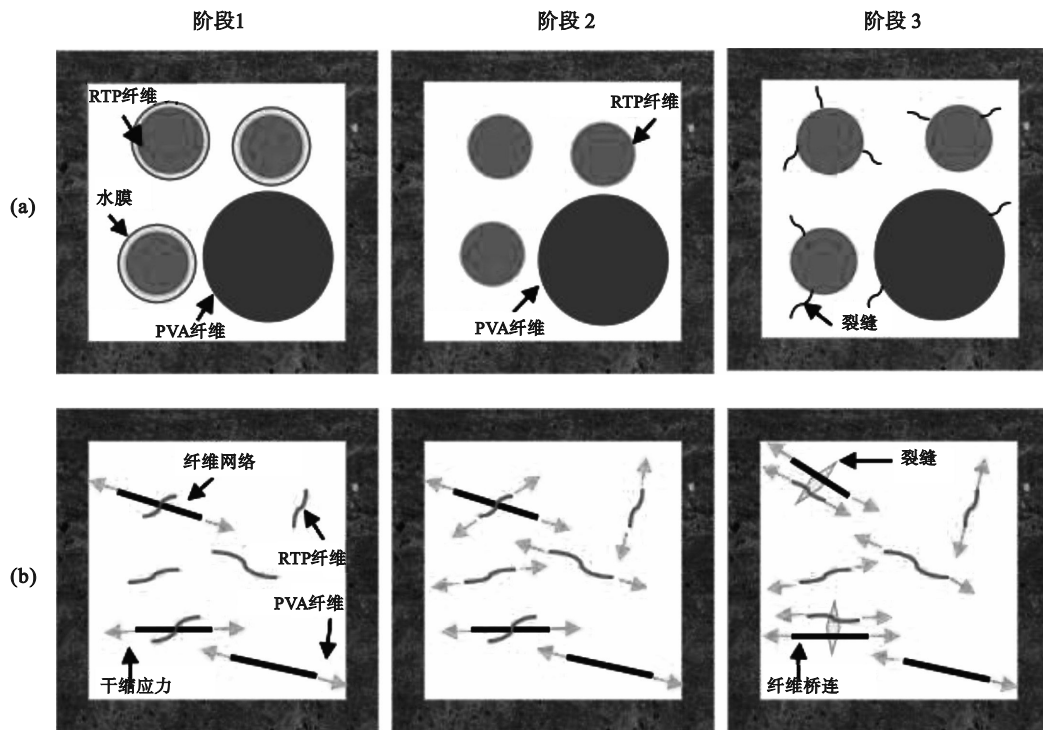 阶段1
阶段 2
阶段 3
(a)
RTP纤维
水膜
PVA纤维
RTP纤维
PVA纤维
裂缝
(b)
纤维网络
RTP纤维
PVA纤维
干缩应力
裂缝
纤维桥连